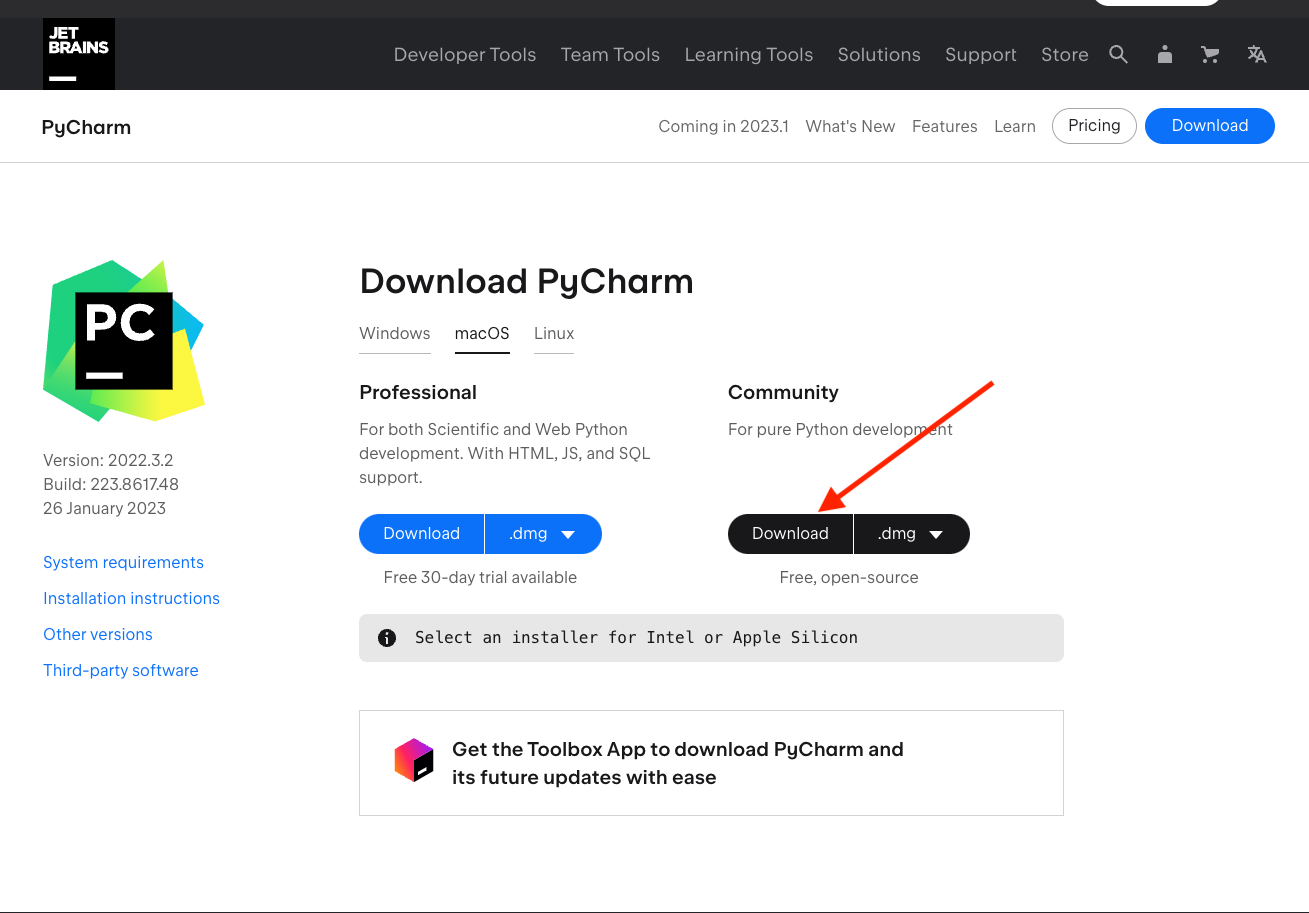 JET
BRAINS
Developer Tools Team Tools Learning Tools Solutions Support Store
PyCharm
Coming in 2023.1 What's New Features Learn Pricing Download
PC
Version: 2022.3.2
Build: 223.8617.48
26 January 2023
System requirements
Installation instructions
Other versions
Third-party software
Download PyCharm
Windows macOS Linux
Professional
For both Scientific and Web Python
development. With HTML, JS, and SQL
support.
Download .dmg
Free 30-day trial available
Community
For pure Python development
Download .dmg
Free, open-source
Select an installer for Intel or Apple Silicon
Get the Toolbox App to download PyCharm and
its future updates with ease